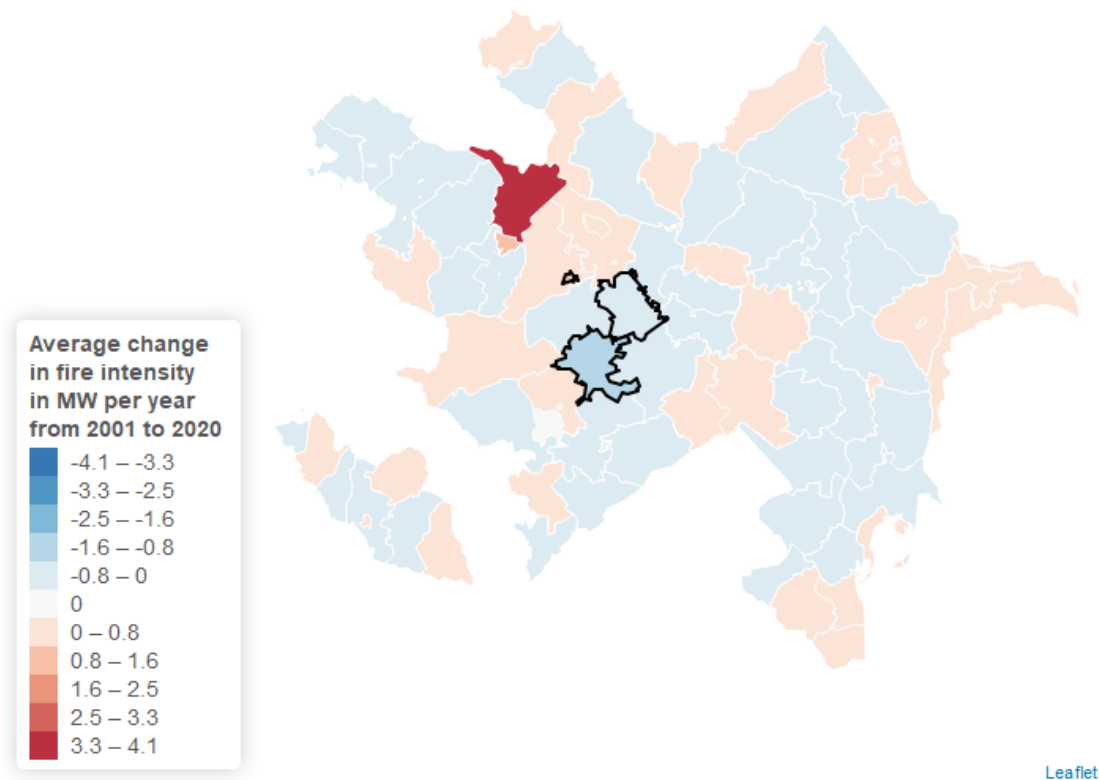 Average change
in fire intensity
in MW per year
from 2001 to 2020
-4.1 – -3.3
-3.3 – -2.5
-2.5 – -1.6
-1.6 – -0.8
-0.8 – 0
0
0 – 0.8
0.8 – 1.6
1.6 – 2.5
2.5 – 3.3
3.3 – 4.1
Leaflet